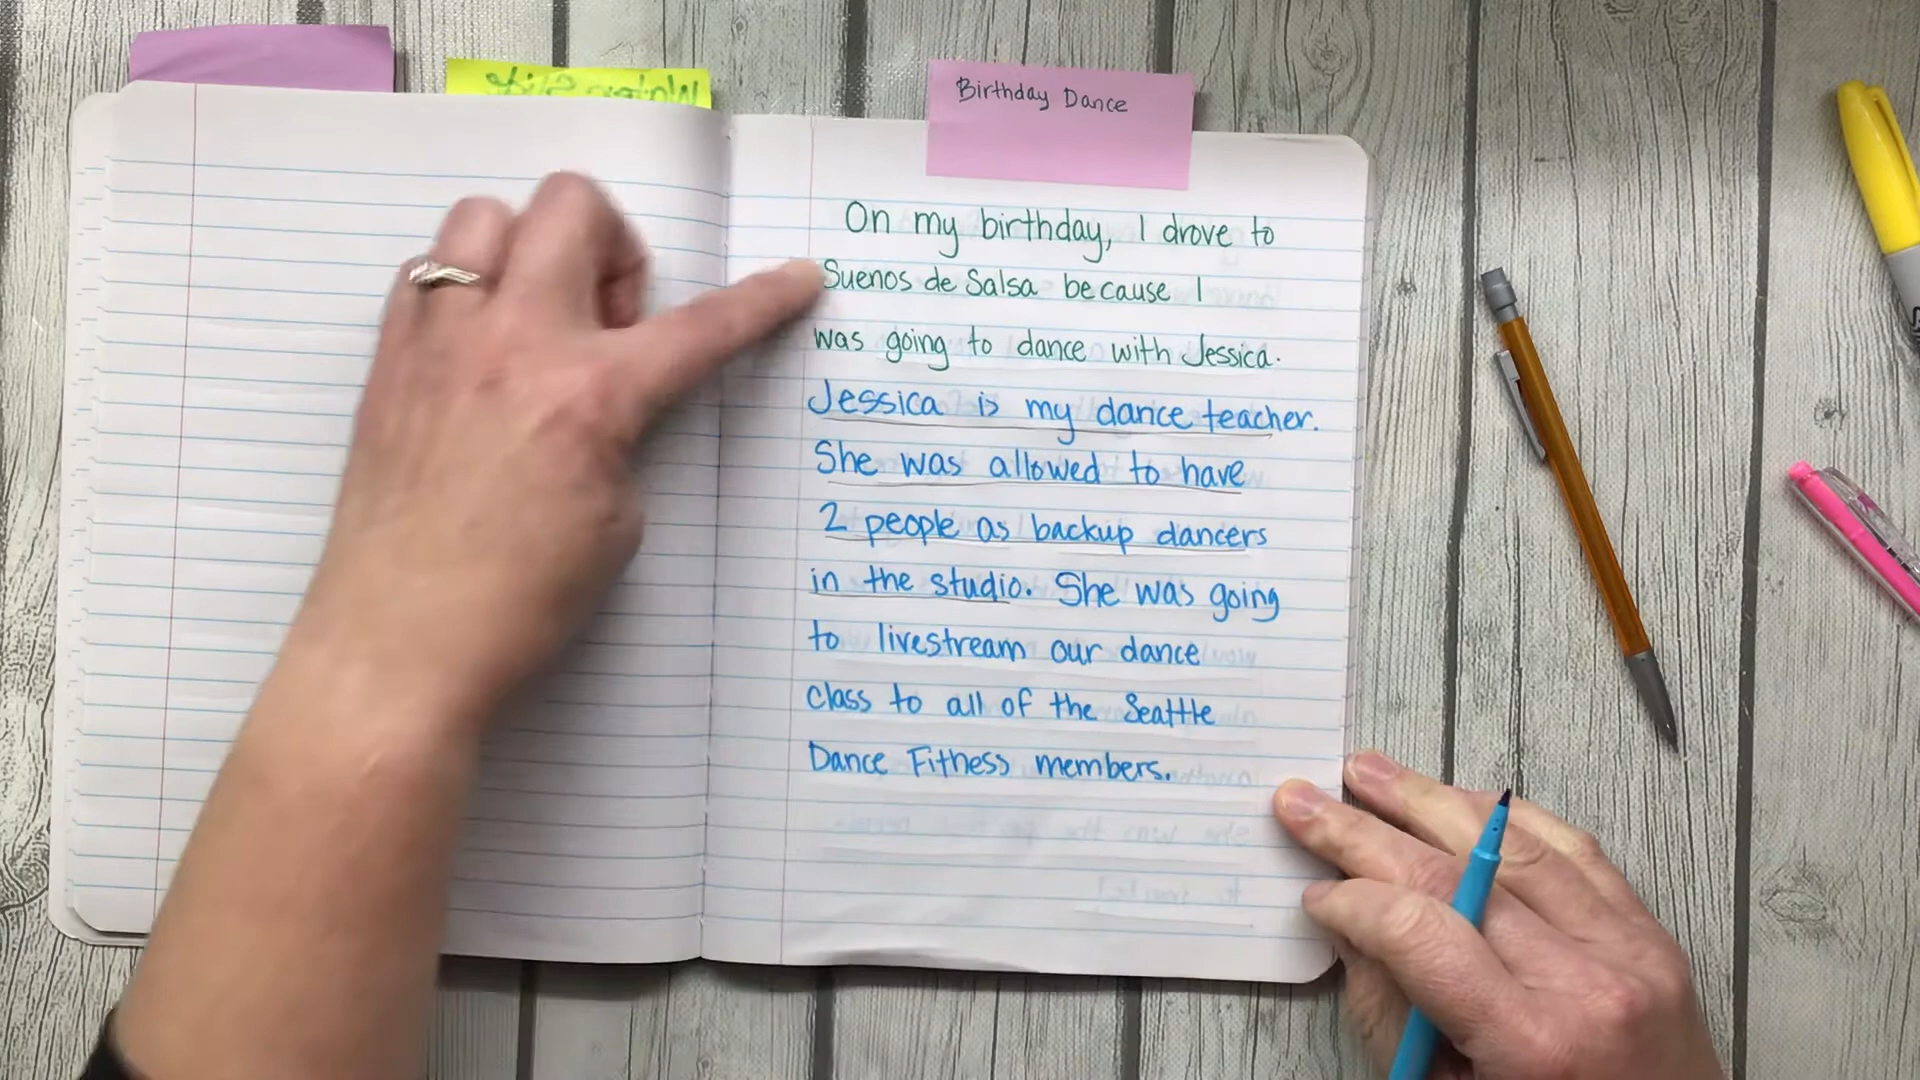 Birthday Dance
On my birthday, I drove to
Suenos de Salsa because I
was going to dance with Jessica.
Jessica is my dance teacher.
She was allowed to have
2 people as backup dancers
in the studio. She was going
to livestream our dance
class to all of the Seattle
Dance Fitness members.